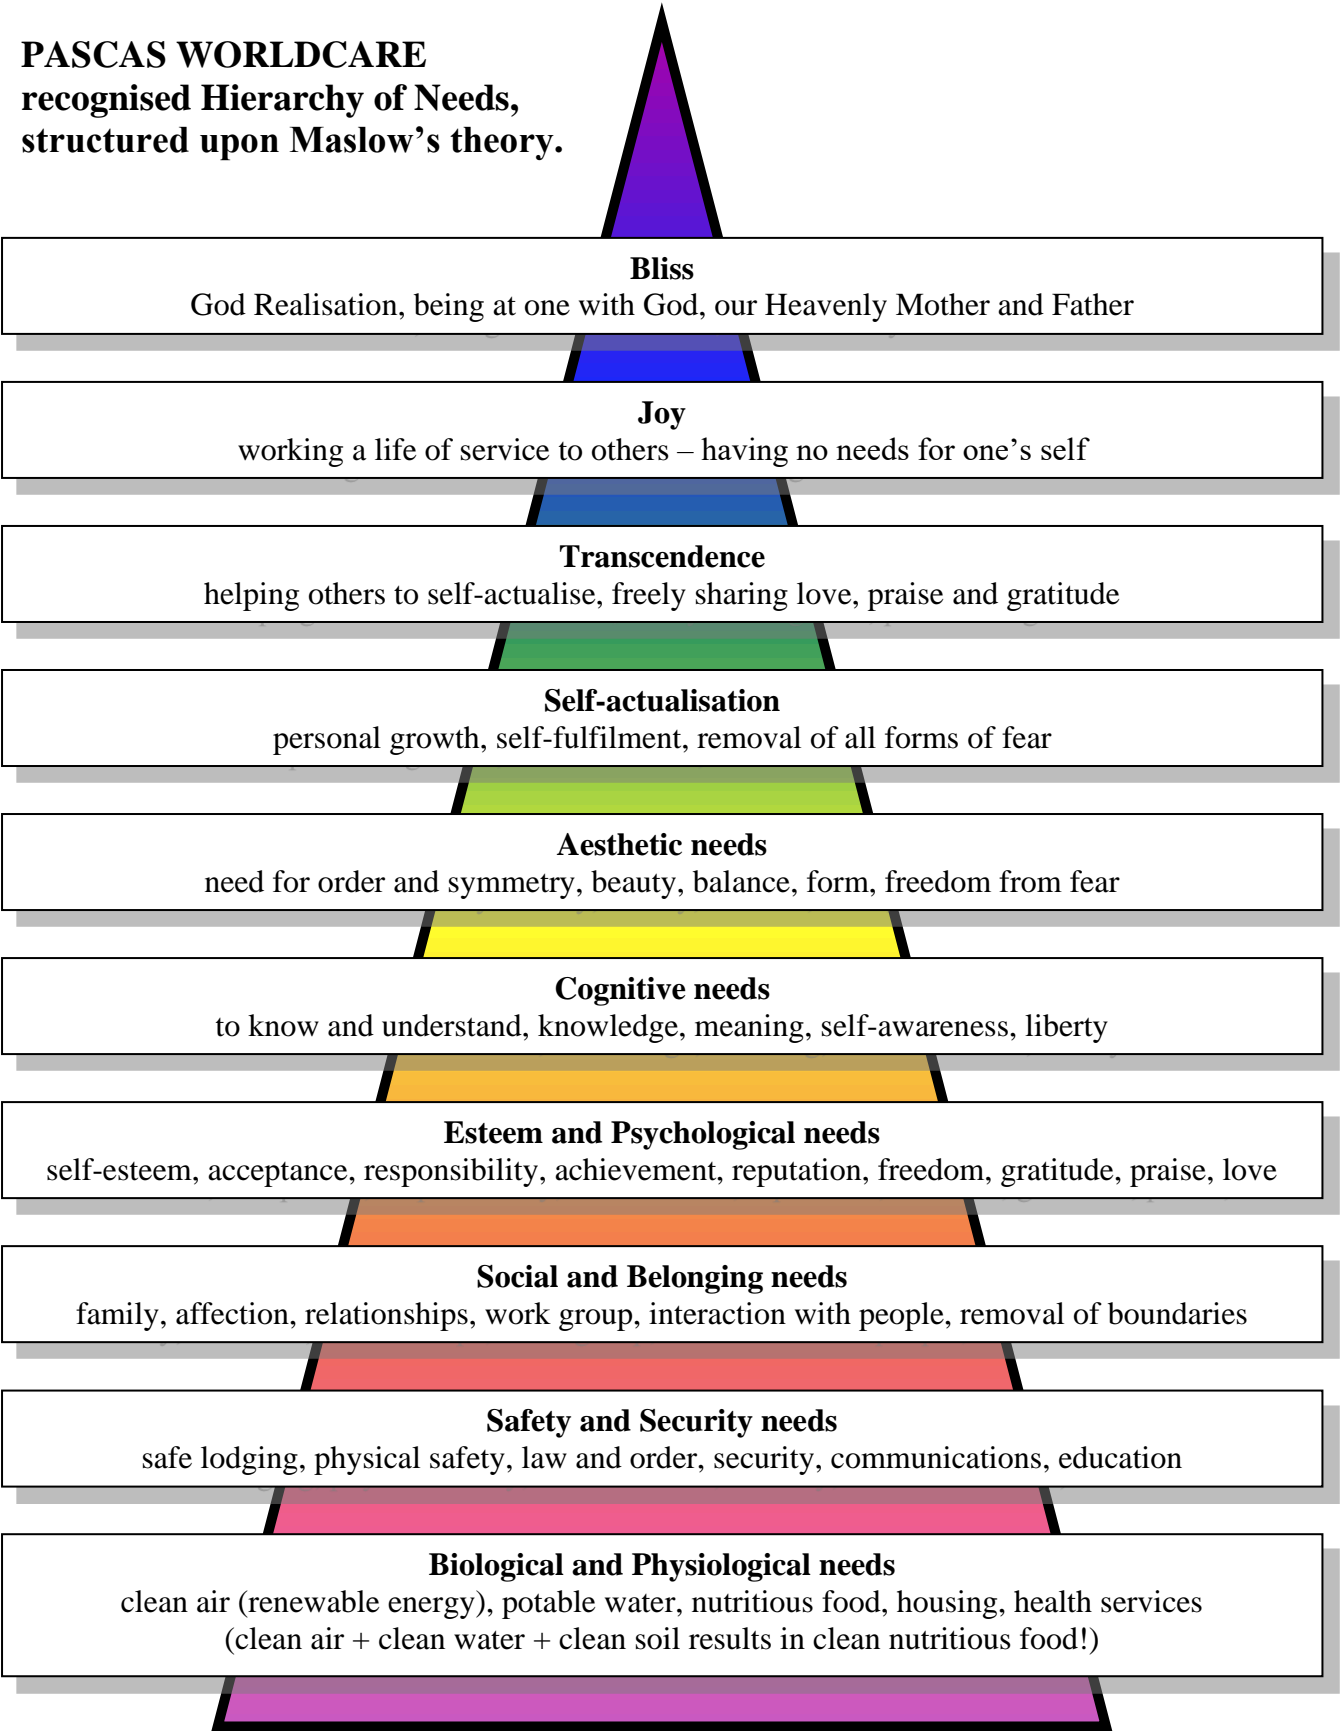 PASCAS WORLDCARE
recognised Hierarchy of Needs,
structured upon Maslow’s theory.
Bliss
God Realisation, being at one with God, our Heavenly Mother and Father
Joy
working a life of service to others – having no needs for one’s self
Transcendence
helping others to self-actualise, freely sharing love, praise and gratitude
Self-actualisation
personal growth, self-fulfilment, removal of all forms of fear
Aesthetic needs
need for order and symmetry, beauty, balance, form, freedom from fear
Cognitive needs
to know and understand, knowledge, meaning, self-awareness, liberty
Esteem and Psychological needs
self-esteem, acceptance, responsibility, achievement, reputation, freedom, gratitude, praise, love
Social and Belonging needs
family, affection, relationships, work group, interaction with people, removal of boundaries
Safety and Security needs
safe lodging, physical safety, law and order, security, communications, education
Biological and Physiological needs
clean air (renewable energy), potable water, nutritious food, housing, health services
(clean air + clean water + clean soil results in clean nutritious food!)